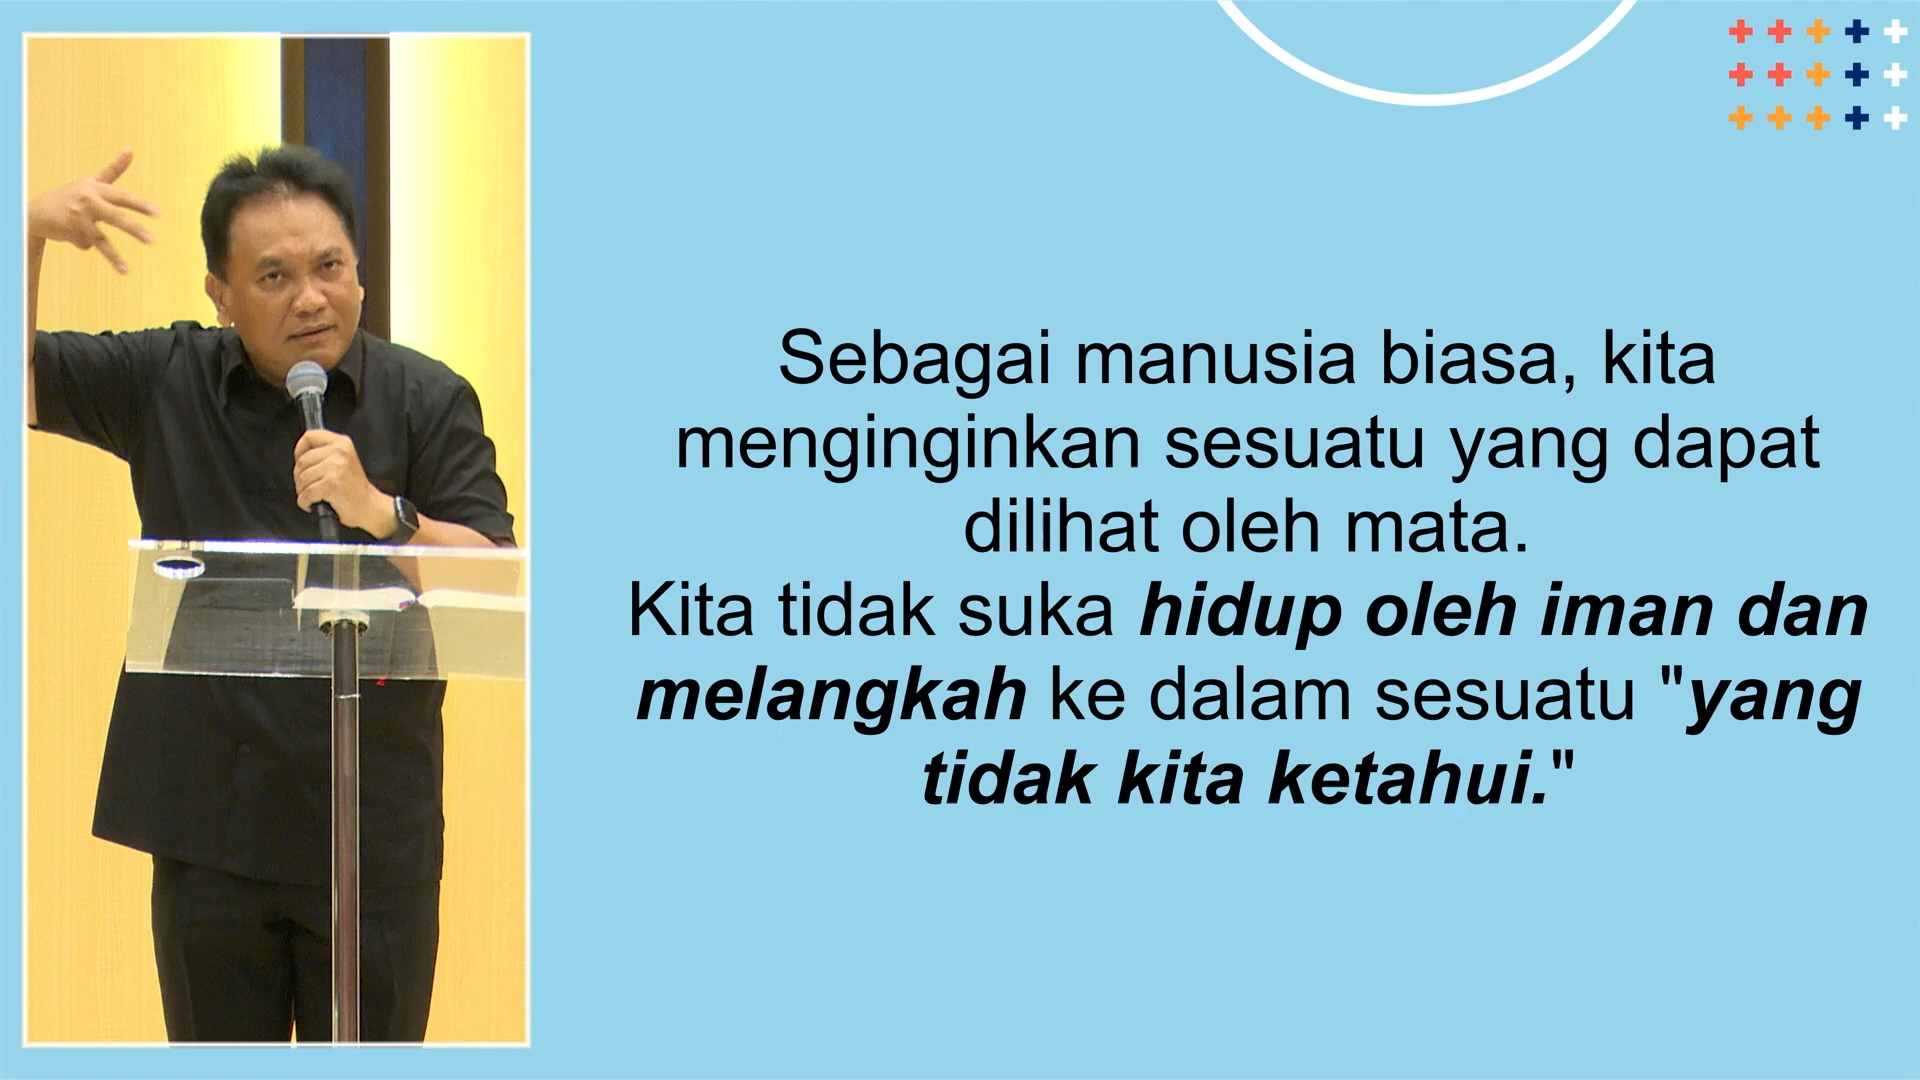 Sebagai manusia biasa, kita
menginginkan sesuatu yang dapat
dilihat oleh mata.
Kita tidak suka hidup oleh iman dan
melangkah ke dalam sesuatu "yang
tidak kita ketahui."